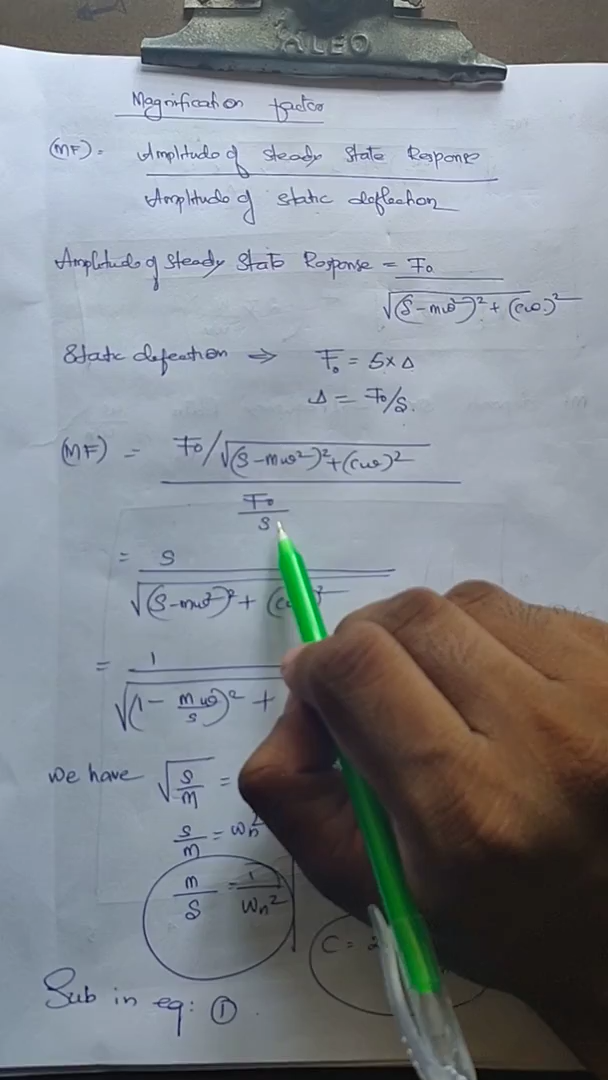 ALEO
Magnification factor
(MF) = Amplitude of steady state Response
Amplitude of static deflection
Amplitude of steady state Response = F₀
√(S-mω²)²+(cω)²
Static defection ⇒ F₀ = S×Δ
Δ = F₀/S.
(MF) = F₀/√(S-mω²)²+(cω)²
F₀
S
= S
√(S-mω²)²+(
= 1
√(1-mω²/s)²+
we have √S/m =
S/m = ωn²
m/S = 1/ωn²
C = 2
Sub in eq: ①.